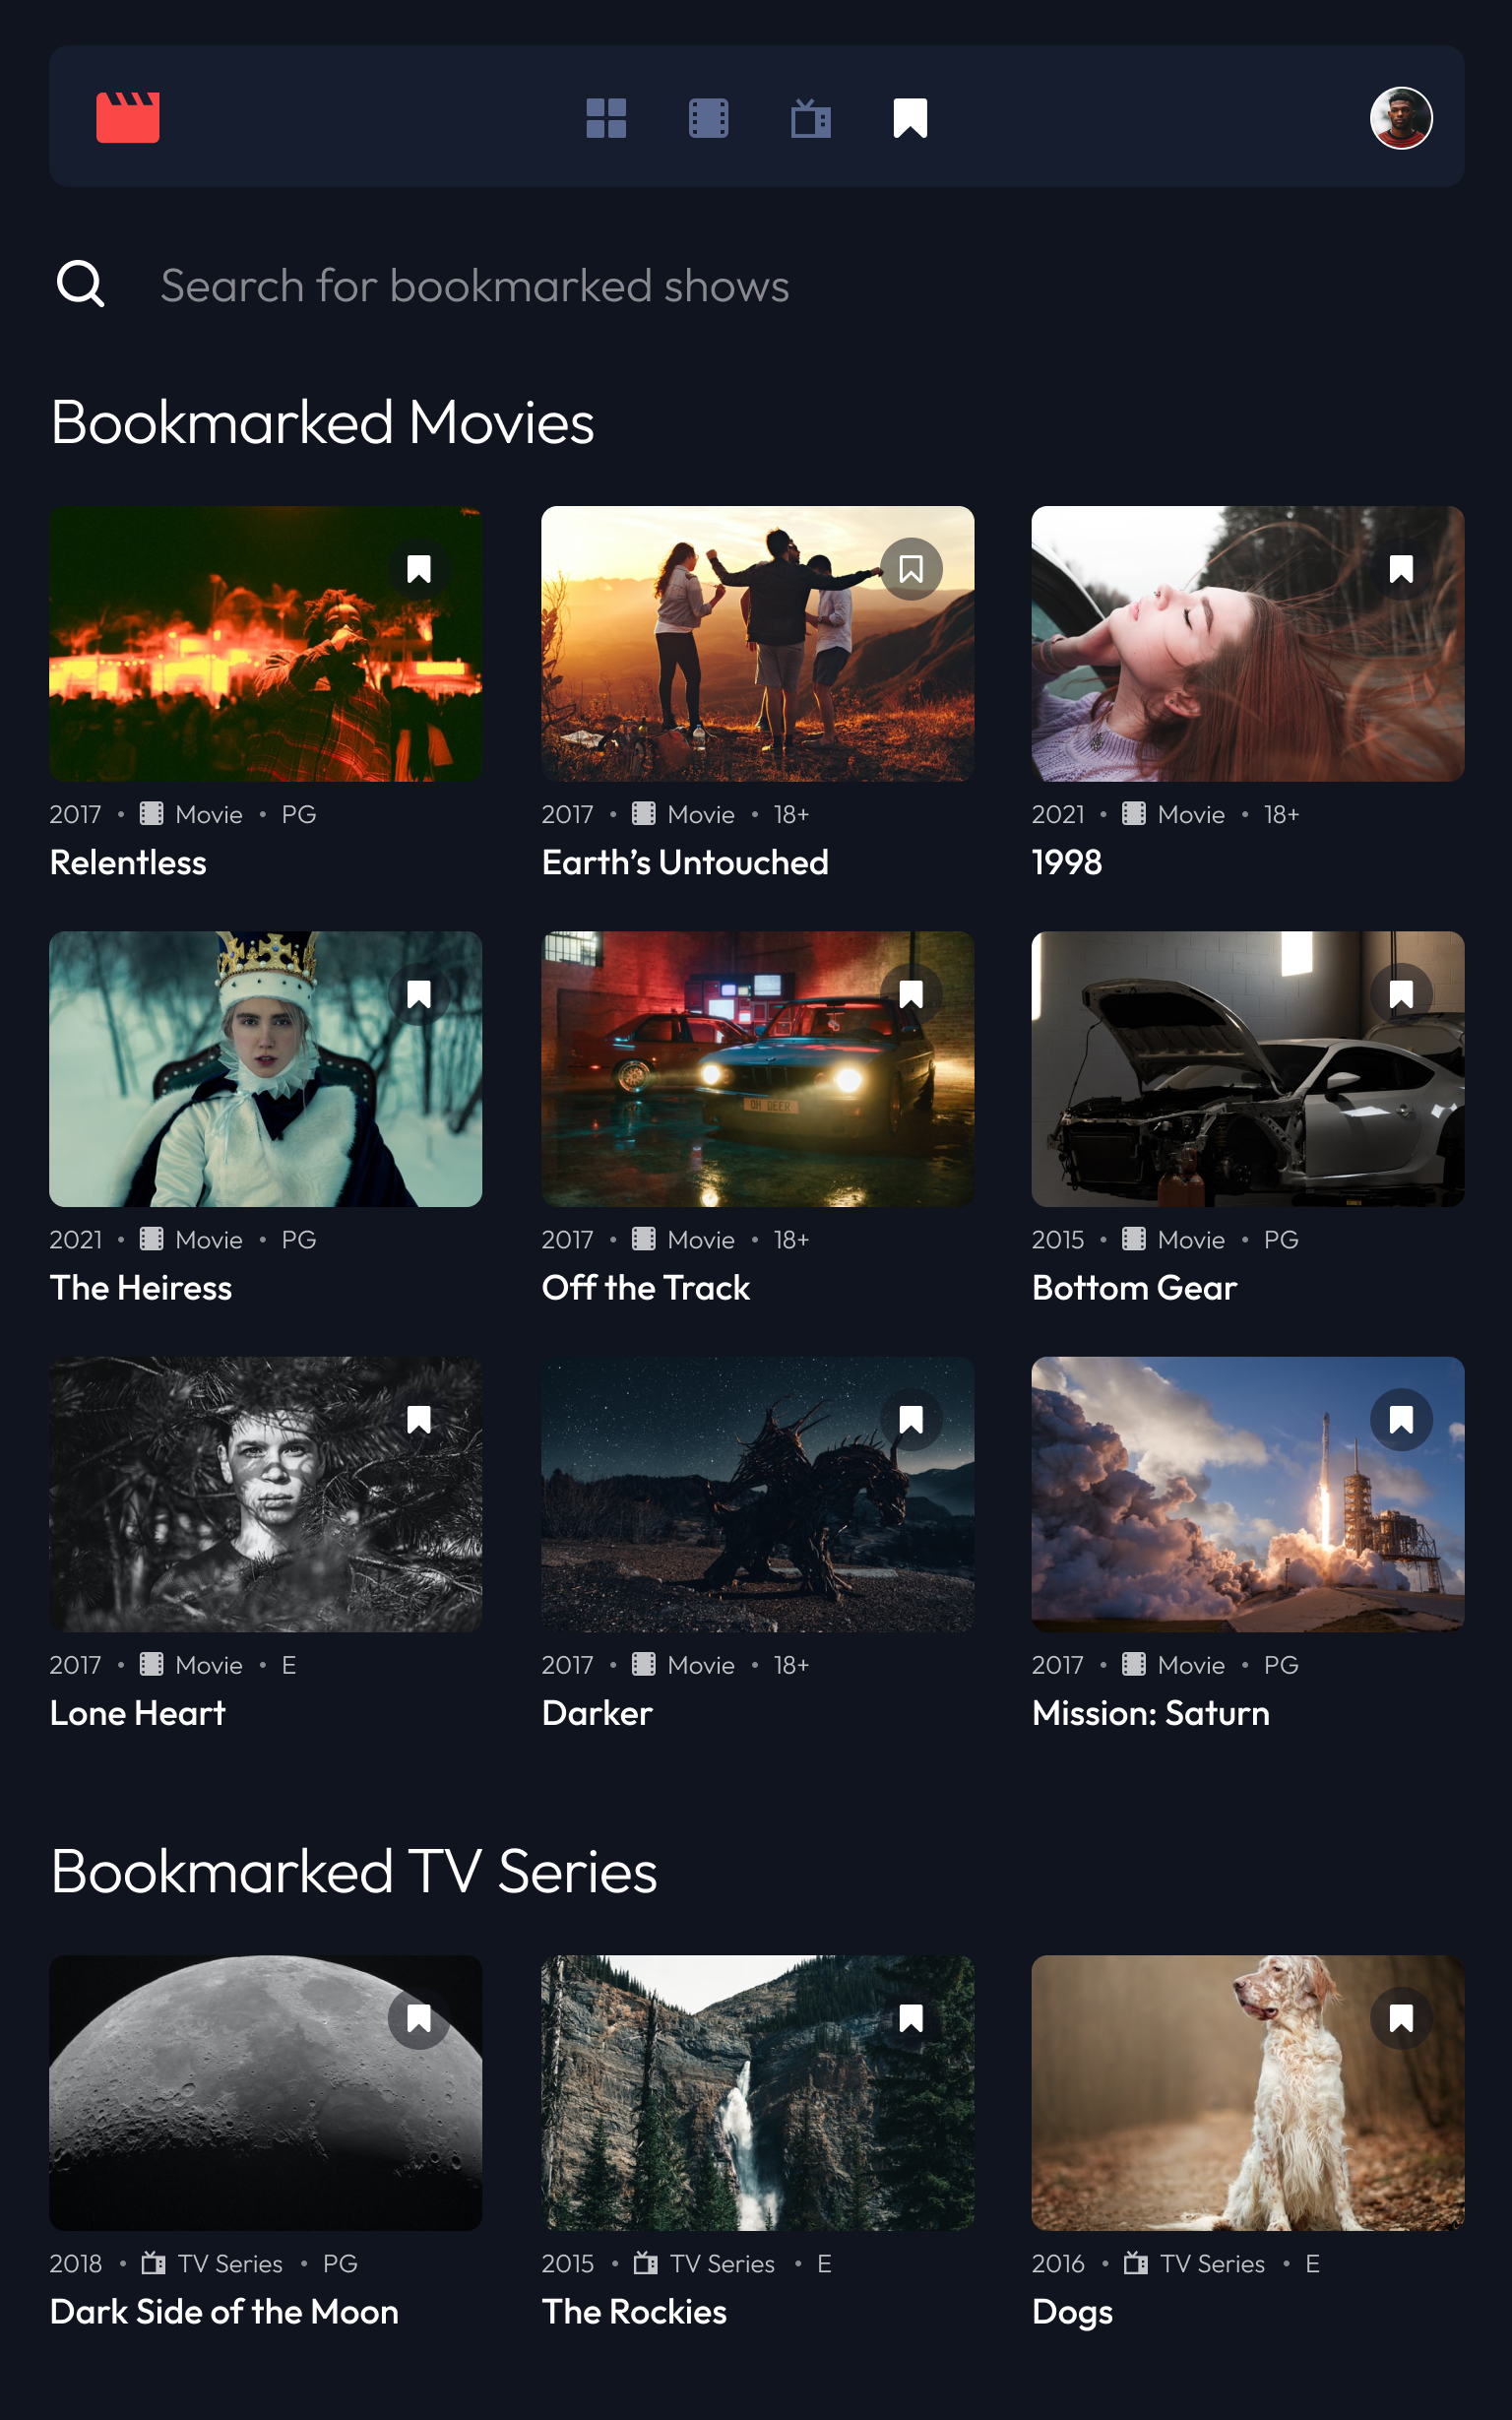 Search for bookmarked shows
Bookmarked Movies
2017 • Movie • PG
Relentless
2017 • Movie • 18+
Earth’s Untouched
2021 • Movie • 18+
1998
2021 • Movie • PG
The Heiress
OH DEER
2017 • Movie • 18+
Off the Track
2015 • Movie • PG
Bottom Gear
2017 • Movie • E
Lone Heart
2017 • Movie • 18+
Darker
2017 • Movie • PG
Mission: Saturn
Bookmarked TV Series
2018 • TV Series • PG
Dark Side of the Moon
2015 • TV Series • E
The Rockies
2016 • TV Series • E
Dogs